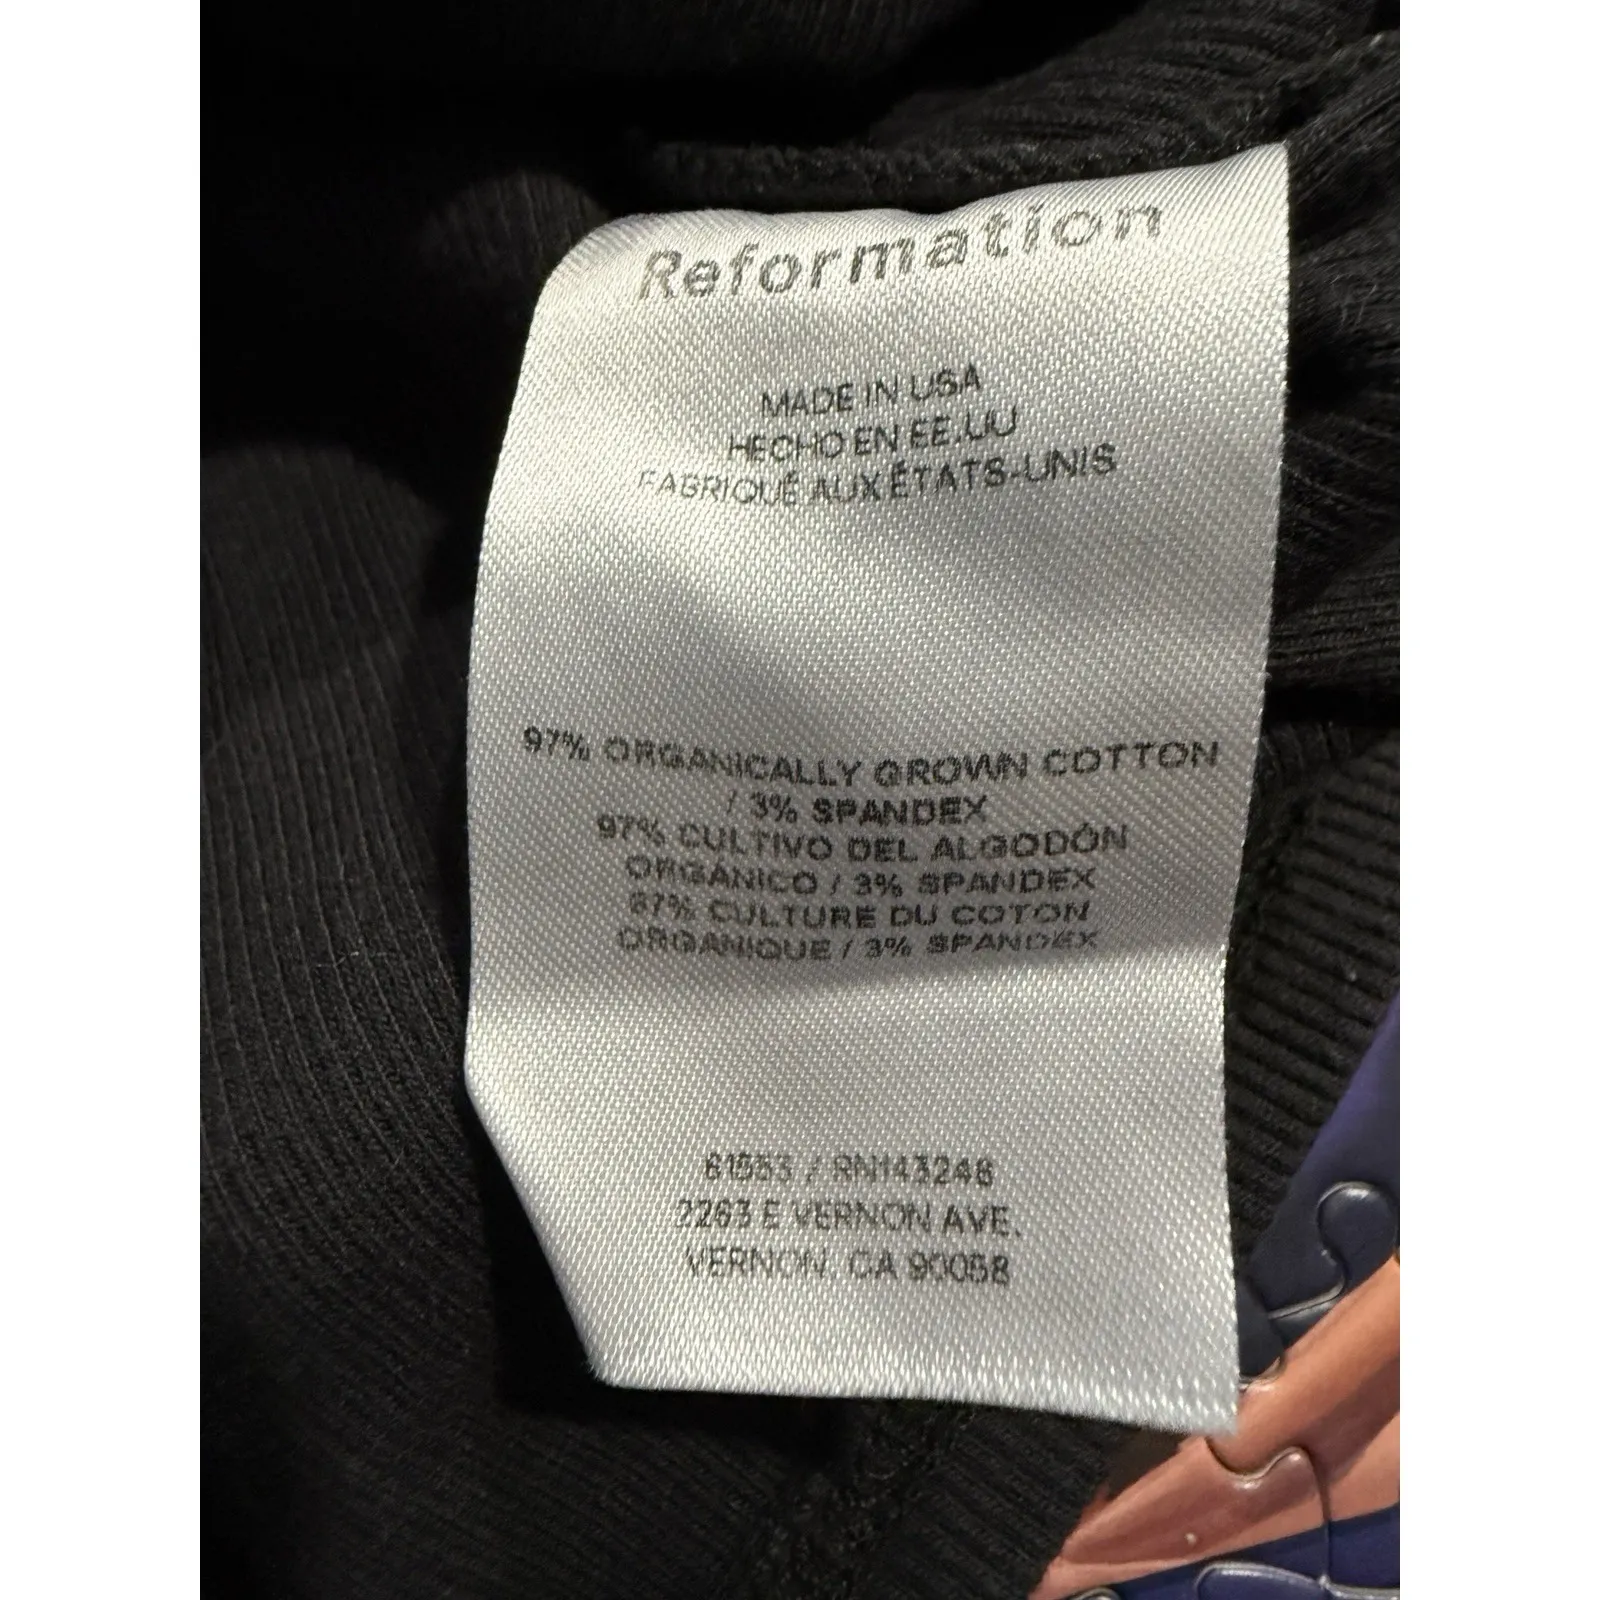 Reformation
MADE IN USA
HECHO EN EE.UU
FABRIQUÉ AUX ÉTATS-UNIS
97% ORGANICALLY GROWN COTTON
/ 3% SPANDEX
97% CULTIVO DEL ALGODÓN
ORGANICO / 3% SPANDEX
97% CULTURE DU COTON
ORGANIQUE / 3% SPANDEX
/ RN143246
2263 E VERNON AVE.
VERNON, CA 90058